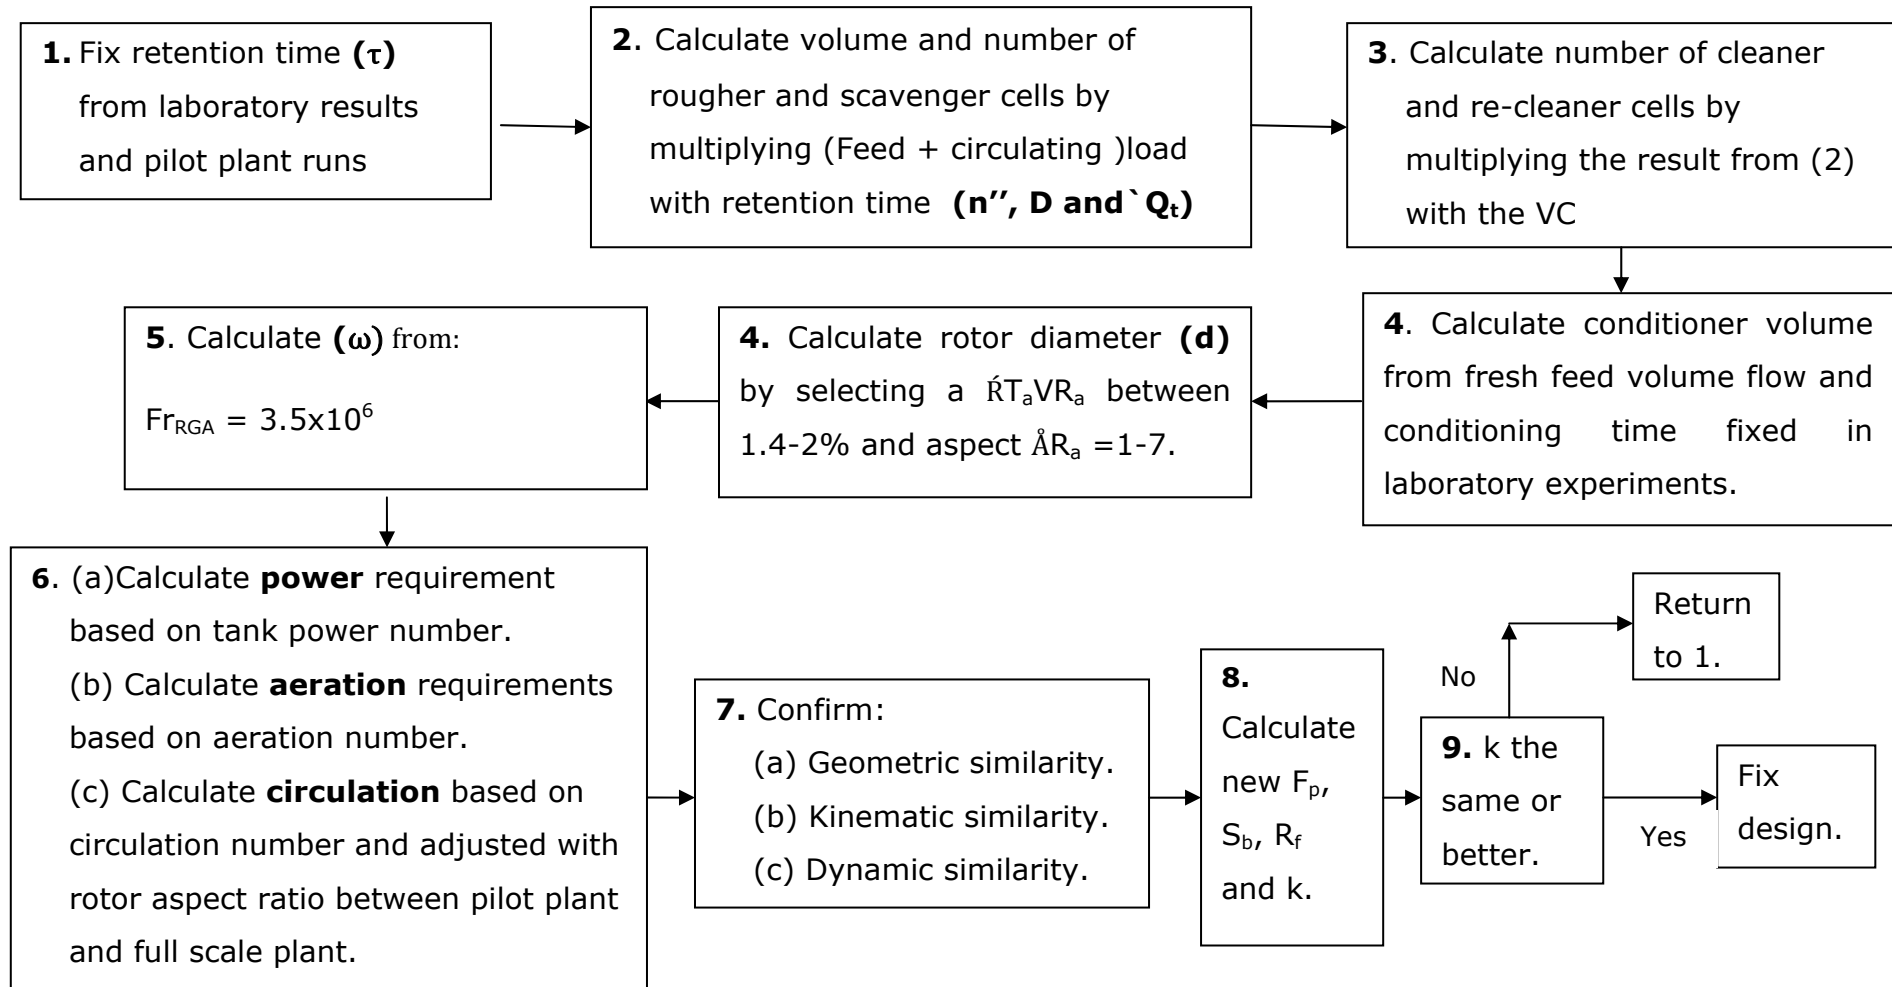 1. Fix retention time (τ)
from laboratory results
and pilot plant runs
2. Calculate volume and number of
rougher and scavenger cells by
multiplying (Feed + circulating )load
with retention time (n’’, D and` Qₜ)
3. Calculate number of cleaner
and re-cleaner cells by
multiplying the result from (2)
with the VC
4. Calculate conditioner volume
from fresh feed volume flow and
conditioning time fixed in
laboratory experiments.
4. Calculate rotor diameter (d)
by selecting a ŔTₐVRₐ between
1.4-2% and aspect ÅRₐ =1-7.
5. Calculate (ω) from:
Fr_RGA = 3.5x10⁶
6. (a)Calculate power requirement
based on tank power number.
(b) Calculate aeration requirements
based on aeration number.
(c) Calculate circulation based on
circulation number and adjusted with
rotor aspect ratio between pilot plant
and full scale plant.
7. Confirm:
(a) Geometric similarity.
(b) Kinematic similarity.
(c) Dynamic similarity.
8.
Calculate
new Fₚ,
S_b, R_f
and k.
9. k the
same or
better.
No
Return
to 1.
Yes
Fix
design.